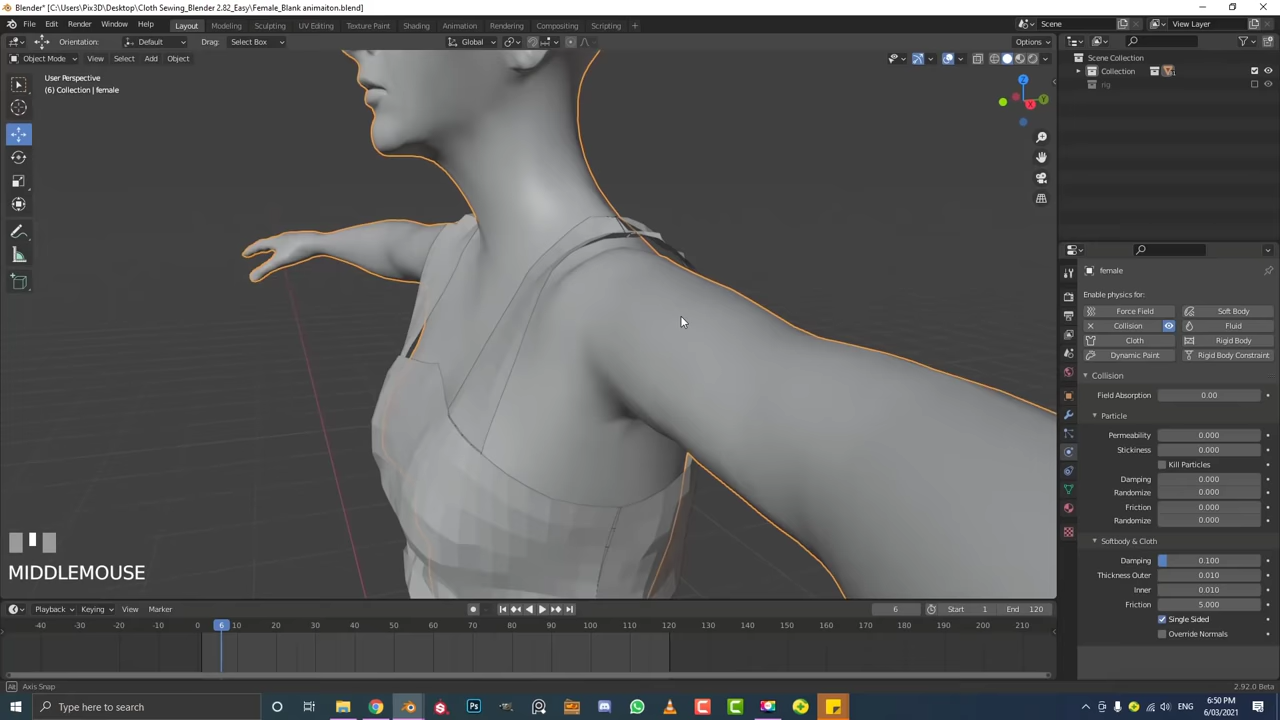 Blender* [C:\Users\Pix3D\Desktop\Cloth Sewing_Blender 2.82_Easy\Female_Blank animaiton.blend]
File Edit Render Window Help Layout Modeling Sculpting UV Editing Texture Paint Shading Animation Rendering Compositing Scripting Scene View Layer
Orientation: Default Drag: Select Box Global Options
Object Mode View Select Add Object
User Perspective
(6) Collection | female
Scene Collection
Collection
rig
female
Enable physics for:
Force Field Soft Body
Collision Fluid
Cloth Rigid Body
Dynamic Paint Rigid Body Constraint
Collision
Field Absorption 0.00
Particle
Permeability 0.000
Stickiness 0.000
Kill Particles
Damping 0.000
Randomize 0.000
Friction 0.000
Randomize 0.000
Softbody & Cloth
Damping 0.100
Thickness Outer 0.010
Inner 0.010
Friction 5.000
Single Sided
Override Normals
MIDDLEMOUSE
Playback Keying View Marker 6 Start 1 End 120
-40 -30 -20 -10 0 6 10 20 30 40 50 60 70 80 90 100 110 120 130 140 150 160 170 180 190 200 210
Axis Snap
2.92.0 Beta
Type here to search
ENG
6:50 PM
6/03/2021